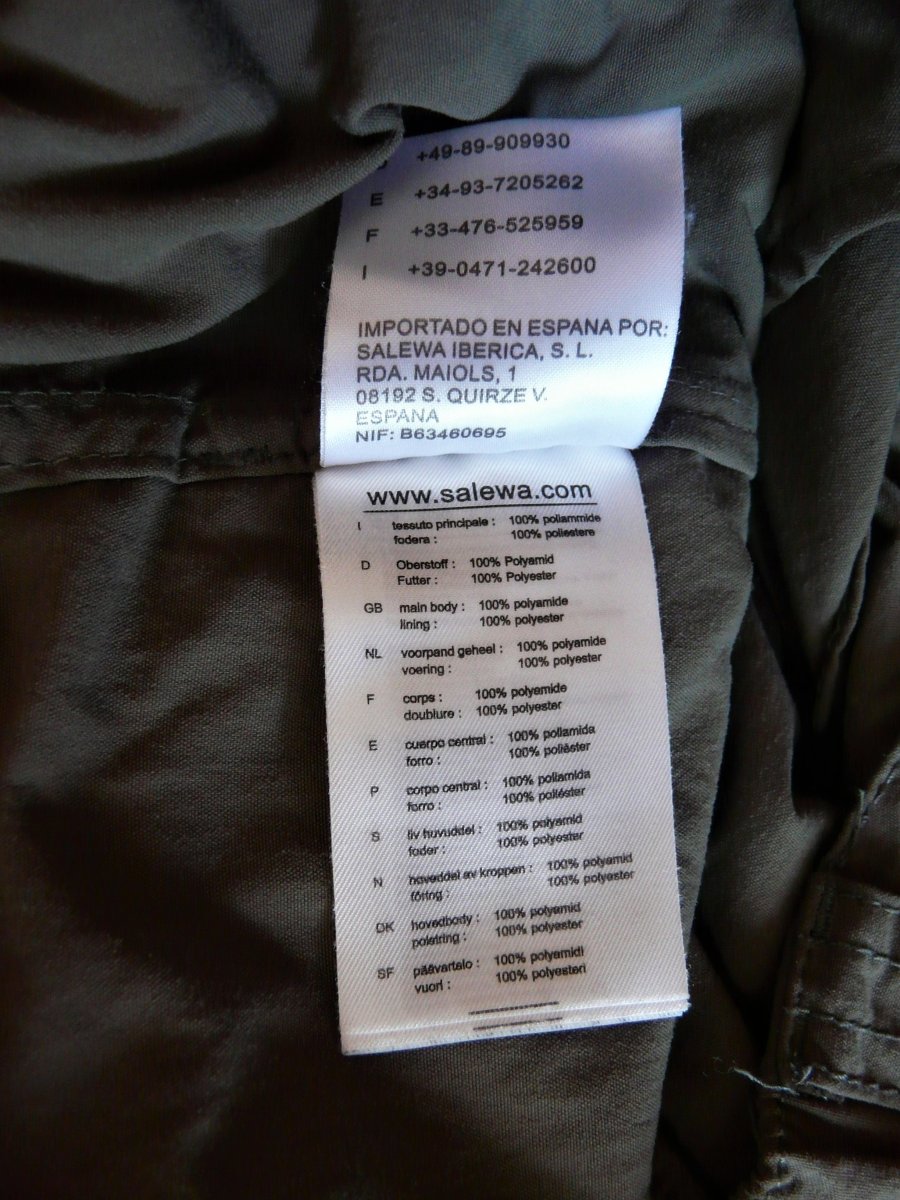 +49-89-909930
E +34-93-7205262
F +33-476-525959
I +39-0471-242600
IMPORTADO EN ESPANA POR:
SALEWA IBERICA, S. L.
RDA. MAIOLS, 1
08192 S. QUIRZE V.
ESPANA
NIF: B63460695
www.salewa.com
I tessuto principale : 100% poliammide
fodera : 100% poliestere
D Oberstoff : 100% Polyamid
Futter : 100% Polyester
GB main body : 100% polyamide
lining : 100% polyester
NL voorpand geheel : 100% polyamide
voering : 100% polyester
F corps : 100% polyamide
doublure : 100% polyester
E cuerpo central : 100% poliamida
forro : 100% poliéster
P corpo central : 100% poliamida
forro : 100% poliéster
S liv huvuddel : 100% polyamid
foder : 100% polyester
N hoveddel av kroppen : 100% polyamid
fôring : 100% polyester
DK hovedbody : 100% polyamid
polstring : 100% polyester
SF päävartalo : 100% polyamidi
vuori : 100% polyesteri